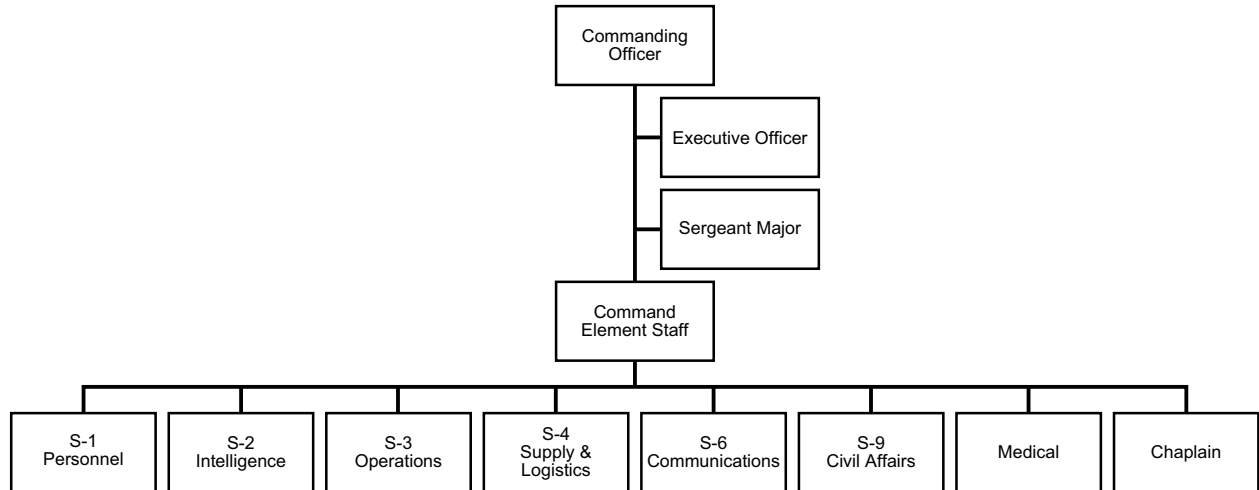 Commanding
Officer
Executive Officer
Sergeant Major
Command
Element Staff
S-1
Personnel
S-2
Intelligence
S-3
Operations
S-4
Supply &
Logistics
S-6
Communications
S-9
Civil Affairs
Medical
Chaplain